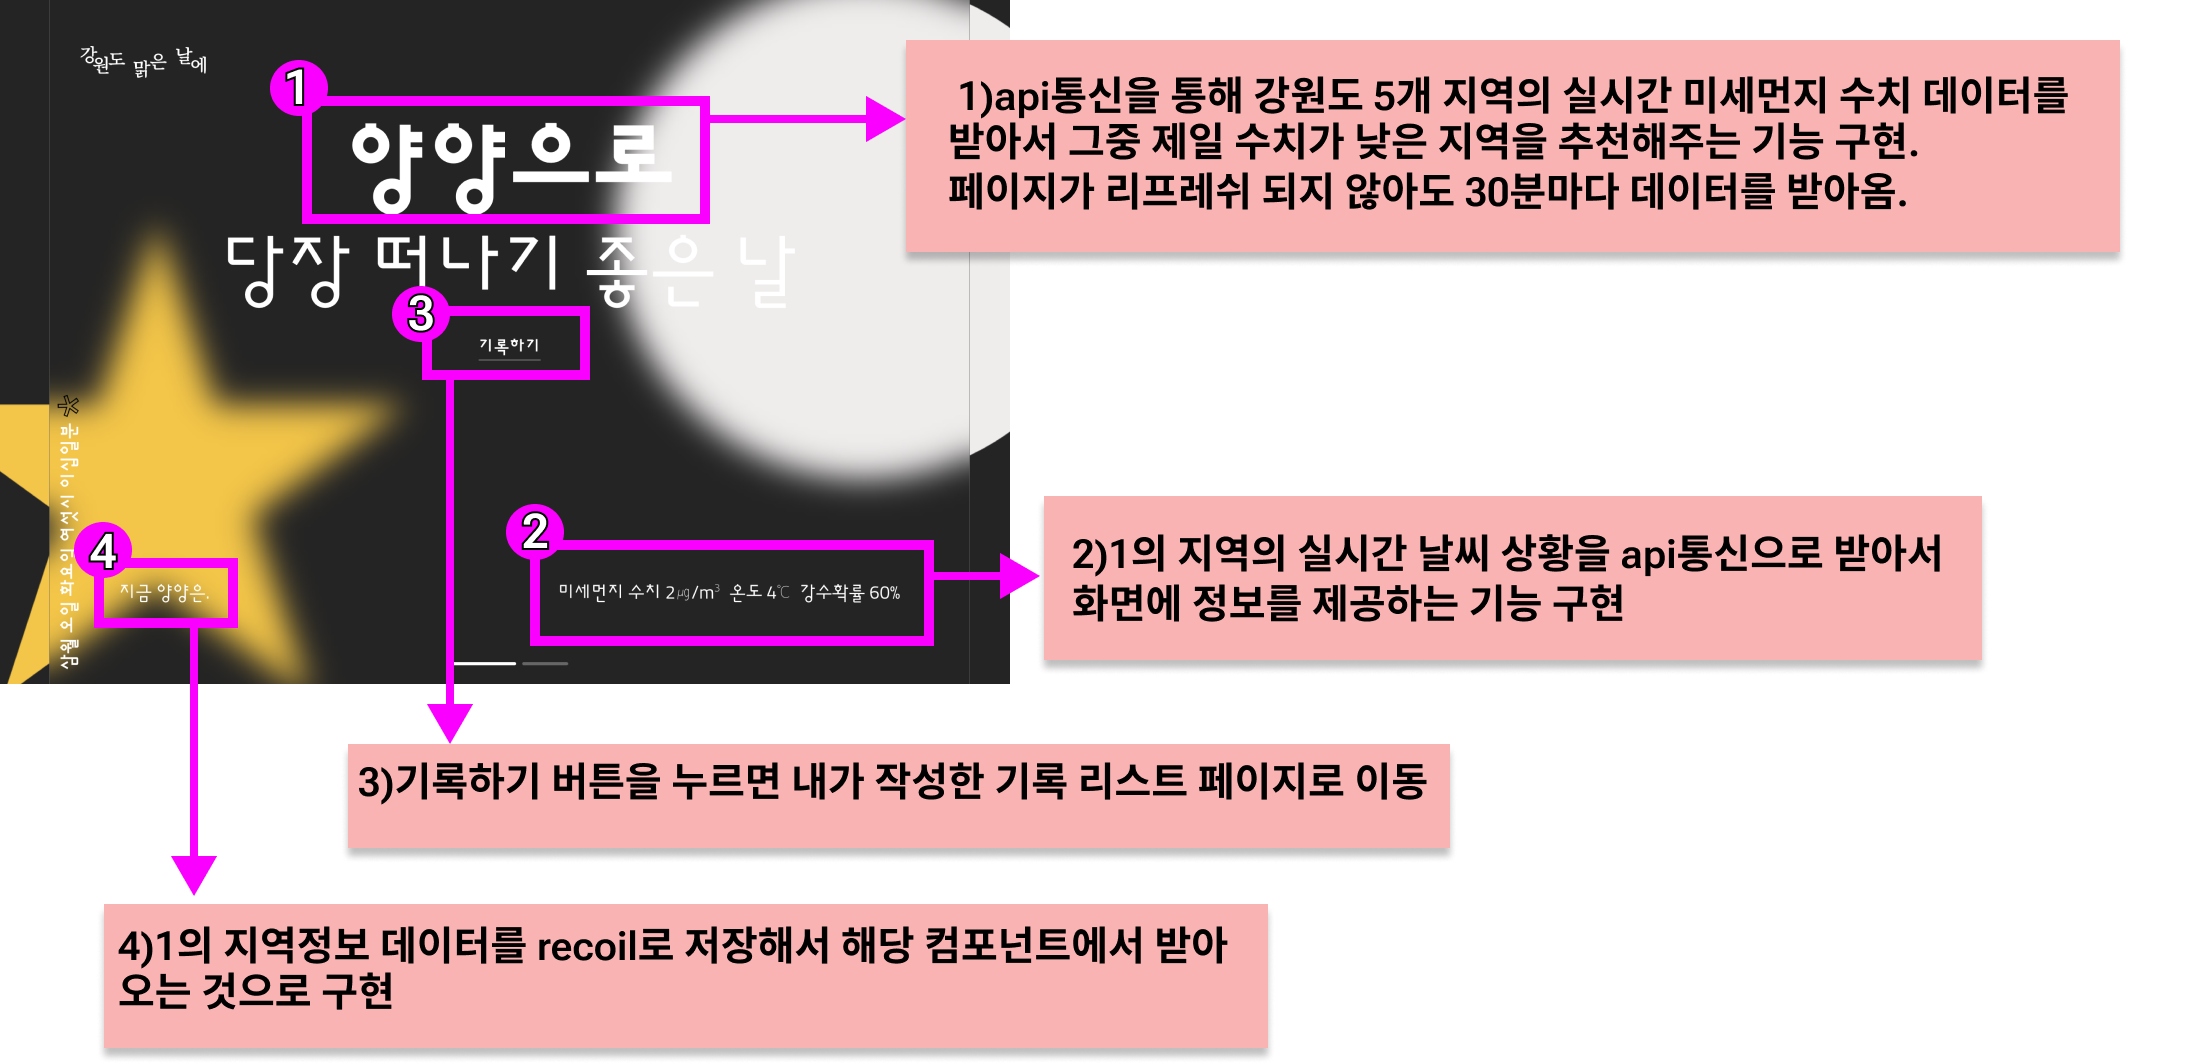 강원도 맑은 날에
1
양양으로
당장 떠나기 좋은 날
3
기록하기
2
미세먼지 수치 2㎍/m³ 온도 4℃ 강수확률 60%
4
지금 양양은.
삼월 오일 화요일 여섯시 이십일분
1)api통신을 통해 강원도 5개 지역의 실시간 미세먼지 수치 데이터를
받아서 그중 제일 수치가 낮은 지역을 추천해주는 기능 구현.
페이지가 리프레쉬 되지 않아도 30분마다 데이터를 받아옴.
2)1의 지역의 실시간 날씨 상황을 api통신으로 받아서
화면에 정보를 제공하는 기능 구현
3)기록하기 버튼을 누르면 내가 작성한 기록 리스트 페이지로 이동
4)1의 지역정보 데이터를 recoil로 저장해서 해당 컴포넌트에서 받아
오는 것으로 구현